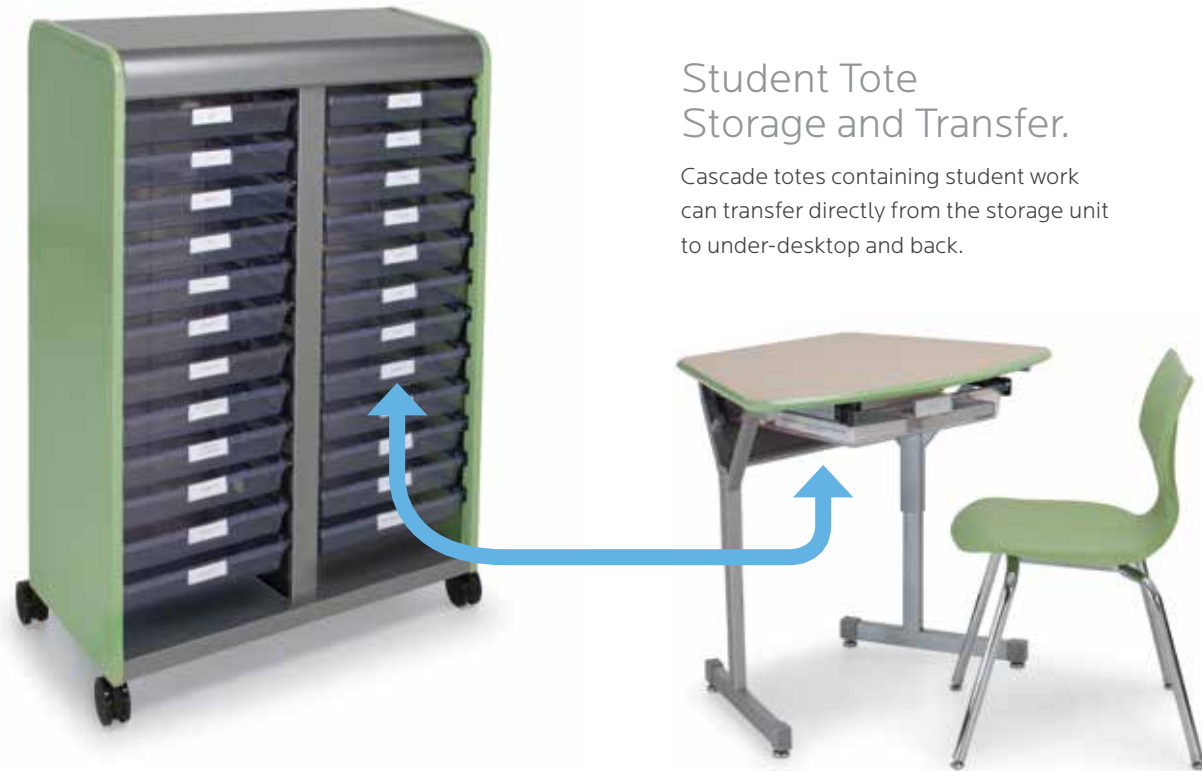 Student Tote
Storage and Transfer.
Cascade totes containing student work
can transfer directly from the storage unit
to under-desktop and back.